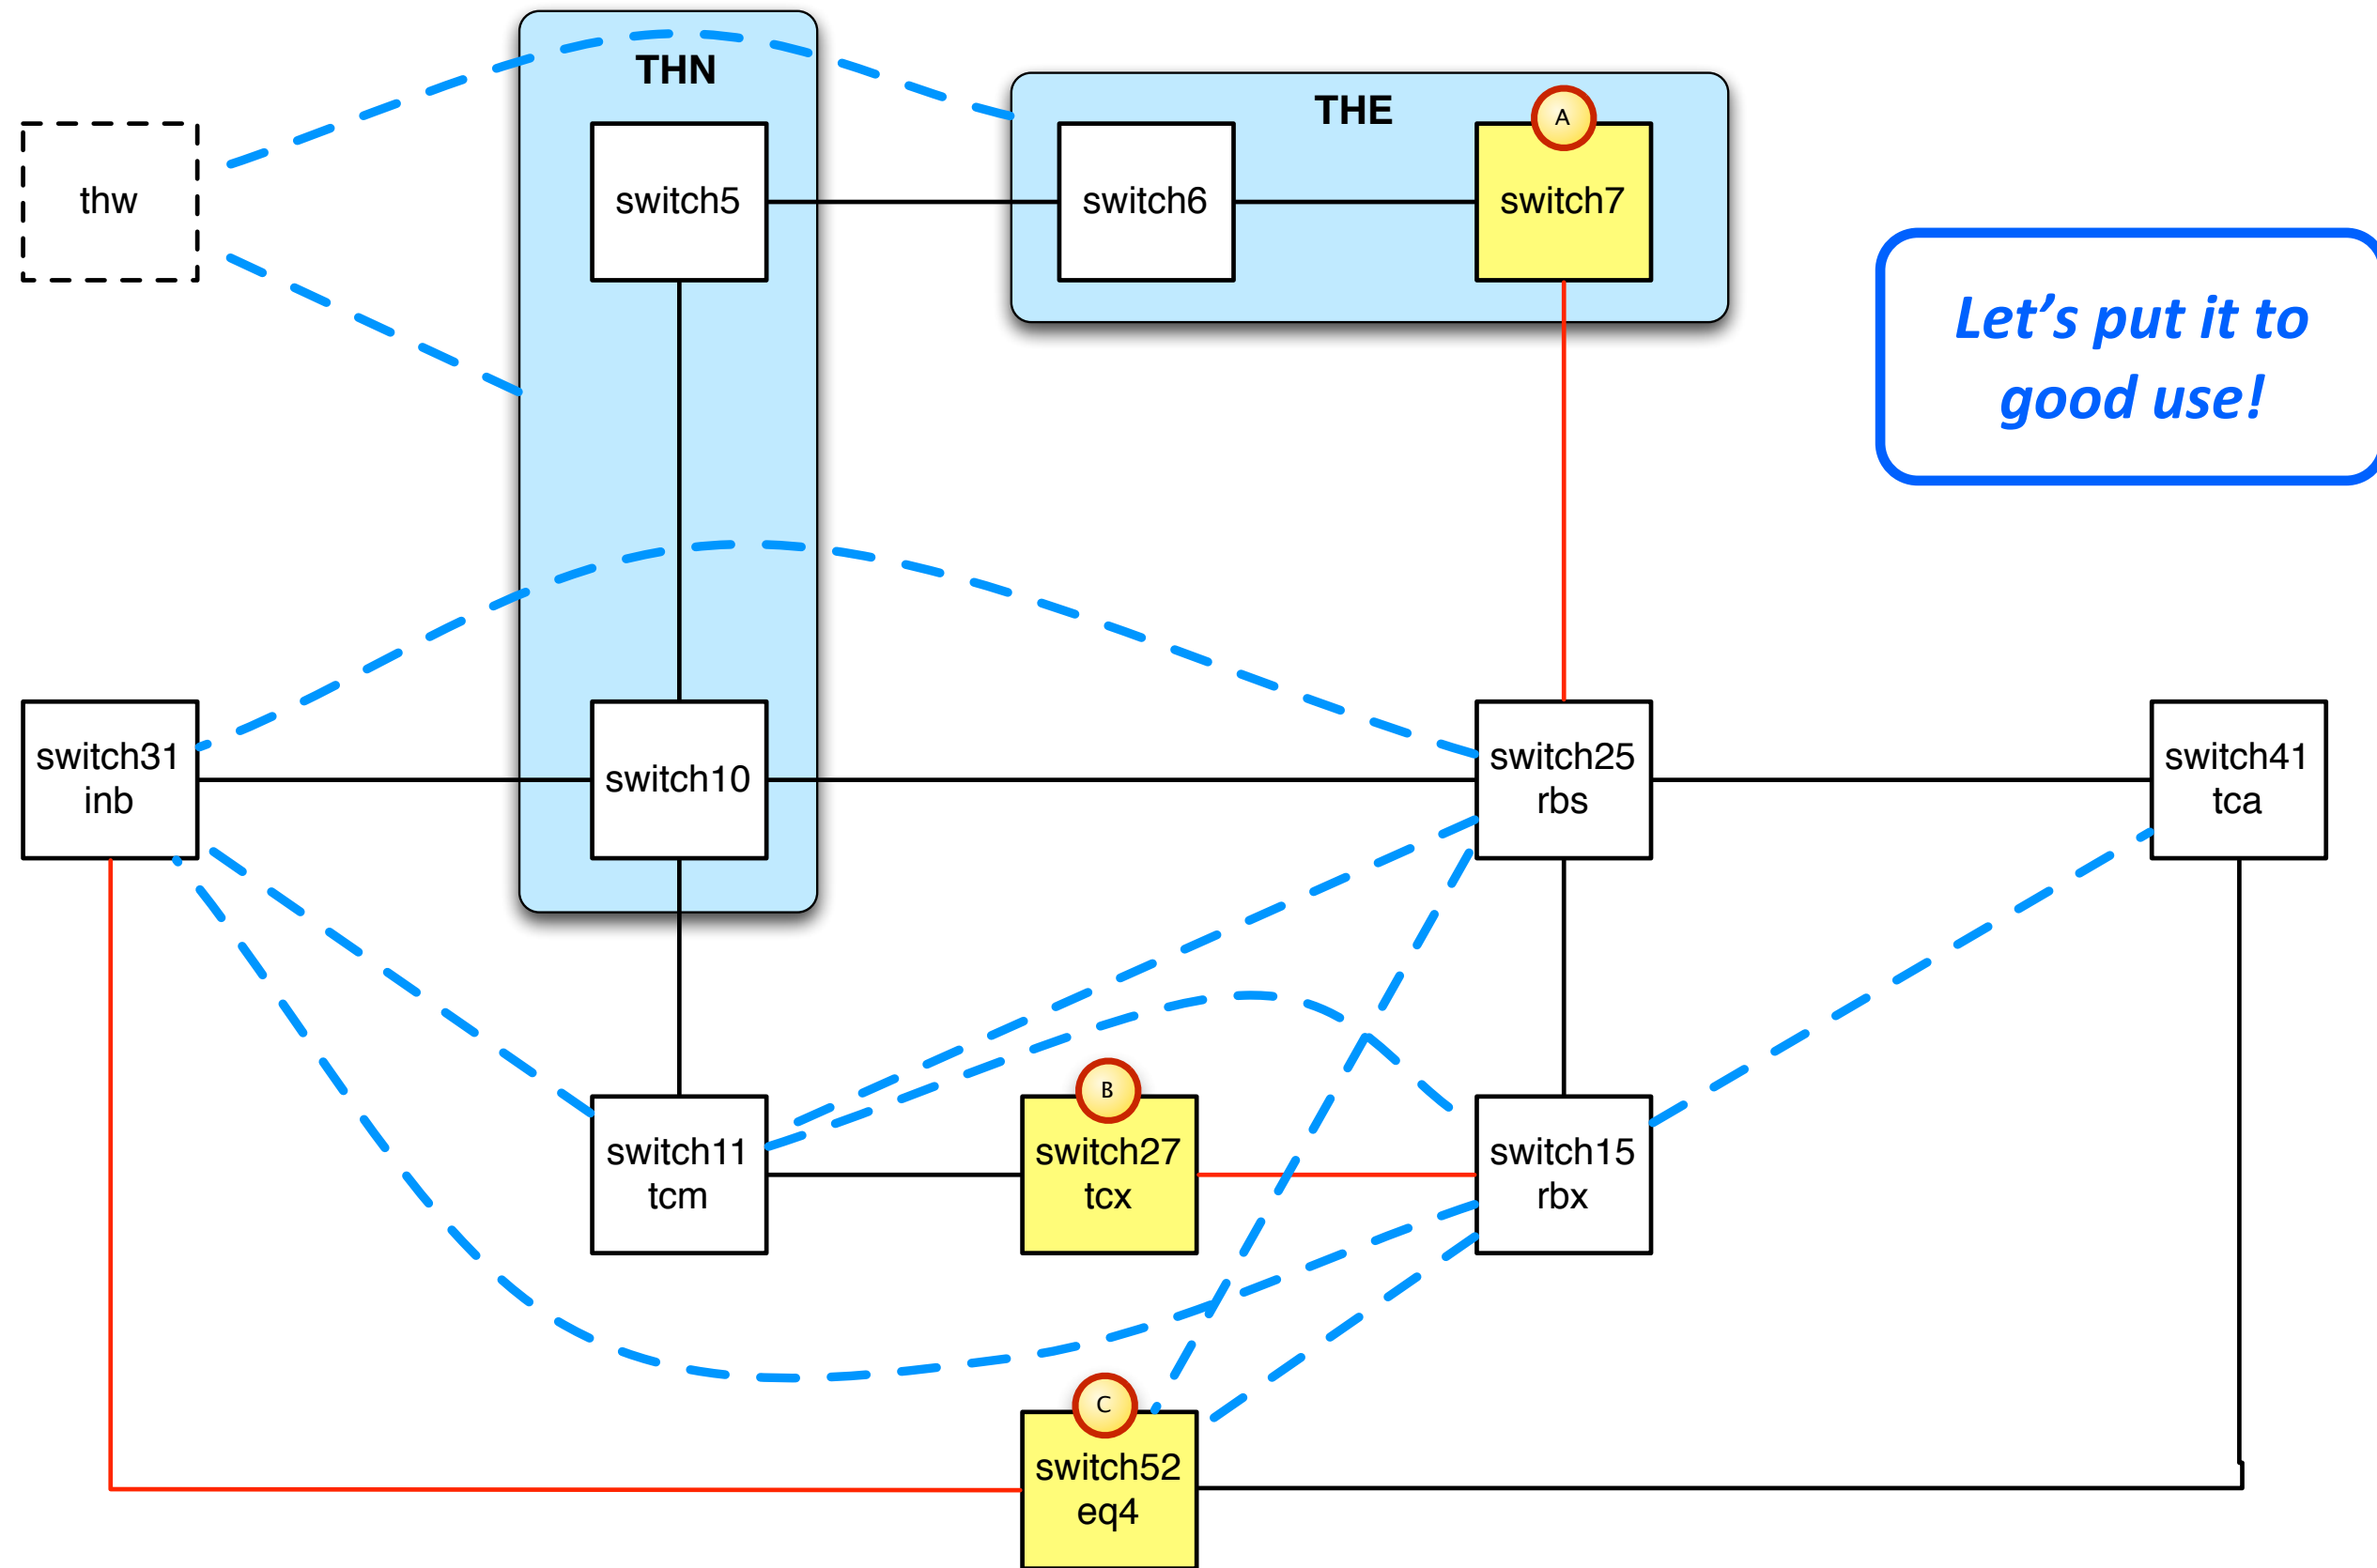 THN
THE
A
thw
switch5
switch6
switch7
Let's put it to
good use!
switch31
inb
switch10
switch25
rbs
switch41
tca
B
switch11
tcm
switch27
tcx
switch15
rbx
C
switch52
eq4